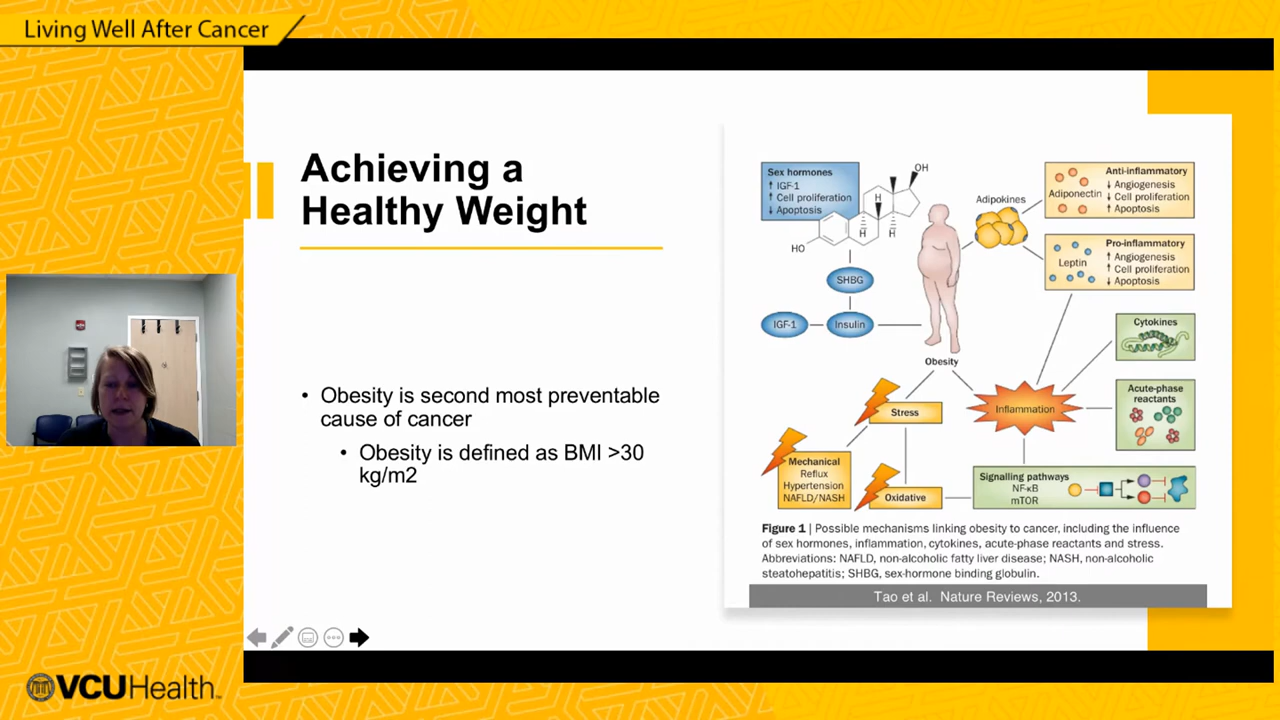 Living Well After Cancer
Achieving a
Healthy Weight
• Obesity is second most preventable
cause of cancer
• Obesity is defined as BMI >30
kg/m2
Sex hormones
↑ IGF-1
↑ Cell proliferation
↓ Apoptosis
OH
H
H
H
H
HO
SHBG
IGF-1
Insulin
Adipokines
Adiponectin
Anti-inflammatory
↓ Angiogenesis
↓ Cell proliferation
↑ Apoptosis
Leptin
Pro-inflammatory
↑ Angiogenesis
↑ Cell proliferation
↓ Apoptosis
Cytokines
Obesity
Stress
Inflammation
Acute-phase
reactants
Mechanical
Reflux
Hypertension
NAFLD/NASH
Oxidative
Signalling pathways
NF-κB
mTOR
Figure 1 | Possible mechanisms linking obesity to cancer, including the influence
of sex hormones, inflammation, cytokines, acute-phase reactants and stress.
Abbreviations: NAFLD, non-alcoholic fatty liver disease; NASH, non-alcoholic
steatohepatitis; SHBG, sex-hormone binding globulin.
Tao et al. Nature Reviews, 2013.
VCUHealth™